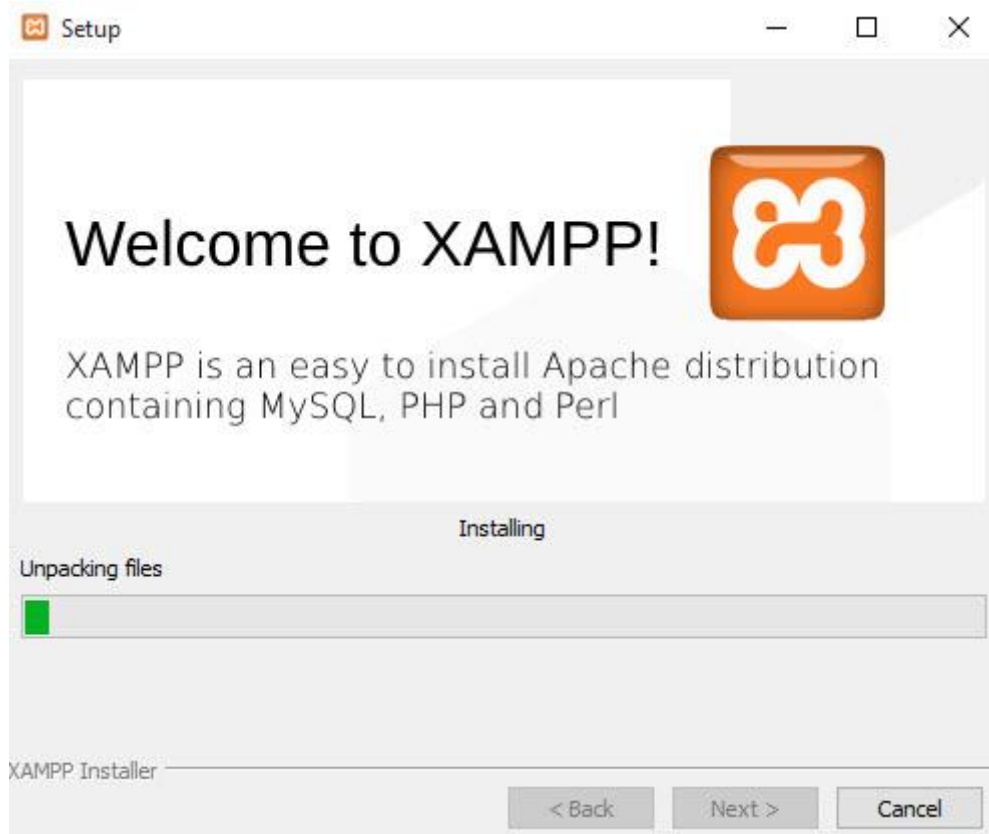 Setup
Welcome to XAMPP!
XAMPP is an easy to install Apache distribution
containing MySQL, PHP and Perl
Installing
Unpacking files
XAMPP Installer
< Back
Next >
Cancel